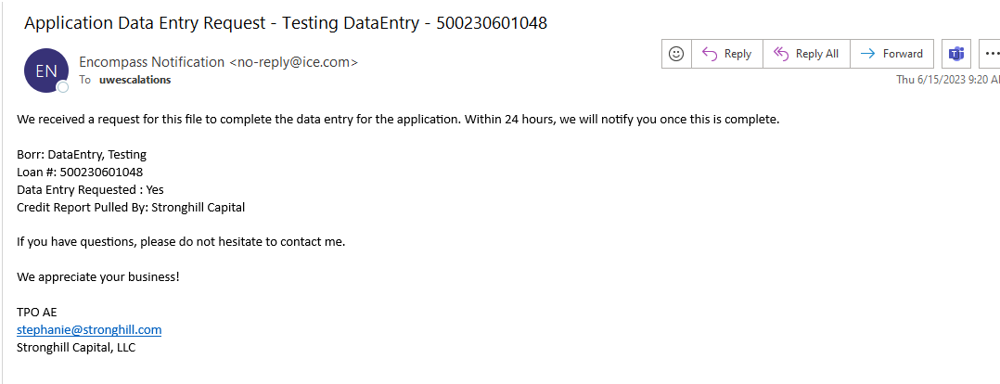 Application Data Entry Request - Testing DataEntry - 500230601048
EN
Encompass Notification <no-reply@ice.com>
To uwescalations
Reply
Reply All
Forward
Thu 6/15/2023 9:20
We received a request for this file to complete the data entry for the application. Within 24 hours, we will notify you once this is complete.
Borr: DataEntry, Testing
Loan #: 500230601048
Data Entry Requested : Yes
Credit Report Pulled By: Stronghill Capital
If you have questions, please do not hesitate to contact me.
We appreciate your business!
TPO AE
stephanie@stronghill.com
Stronghill Capital, LLC